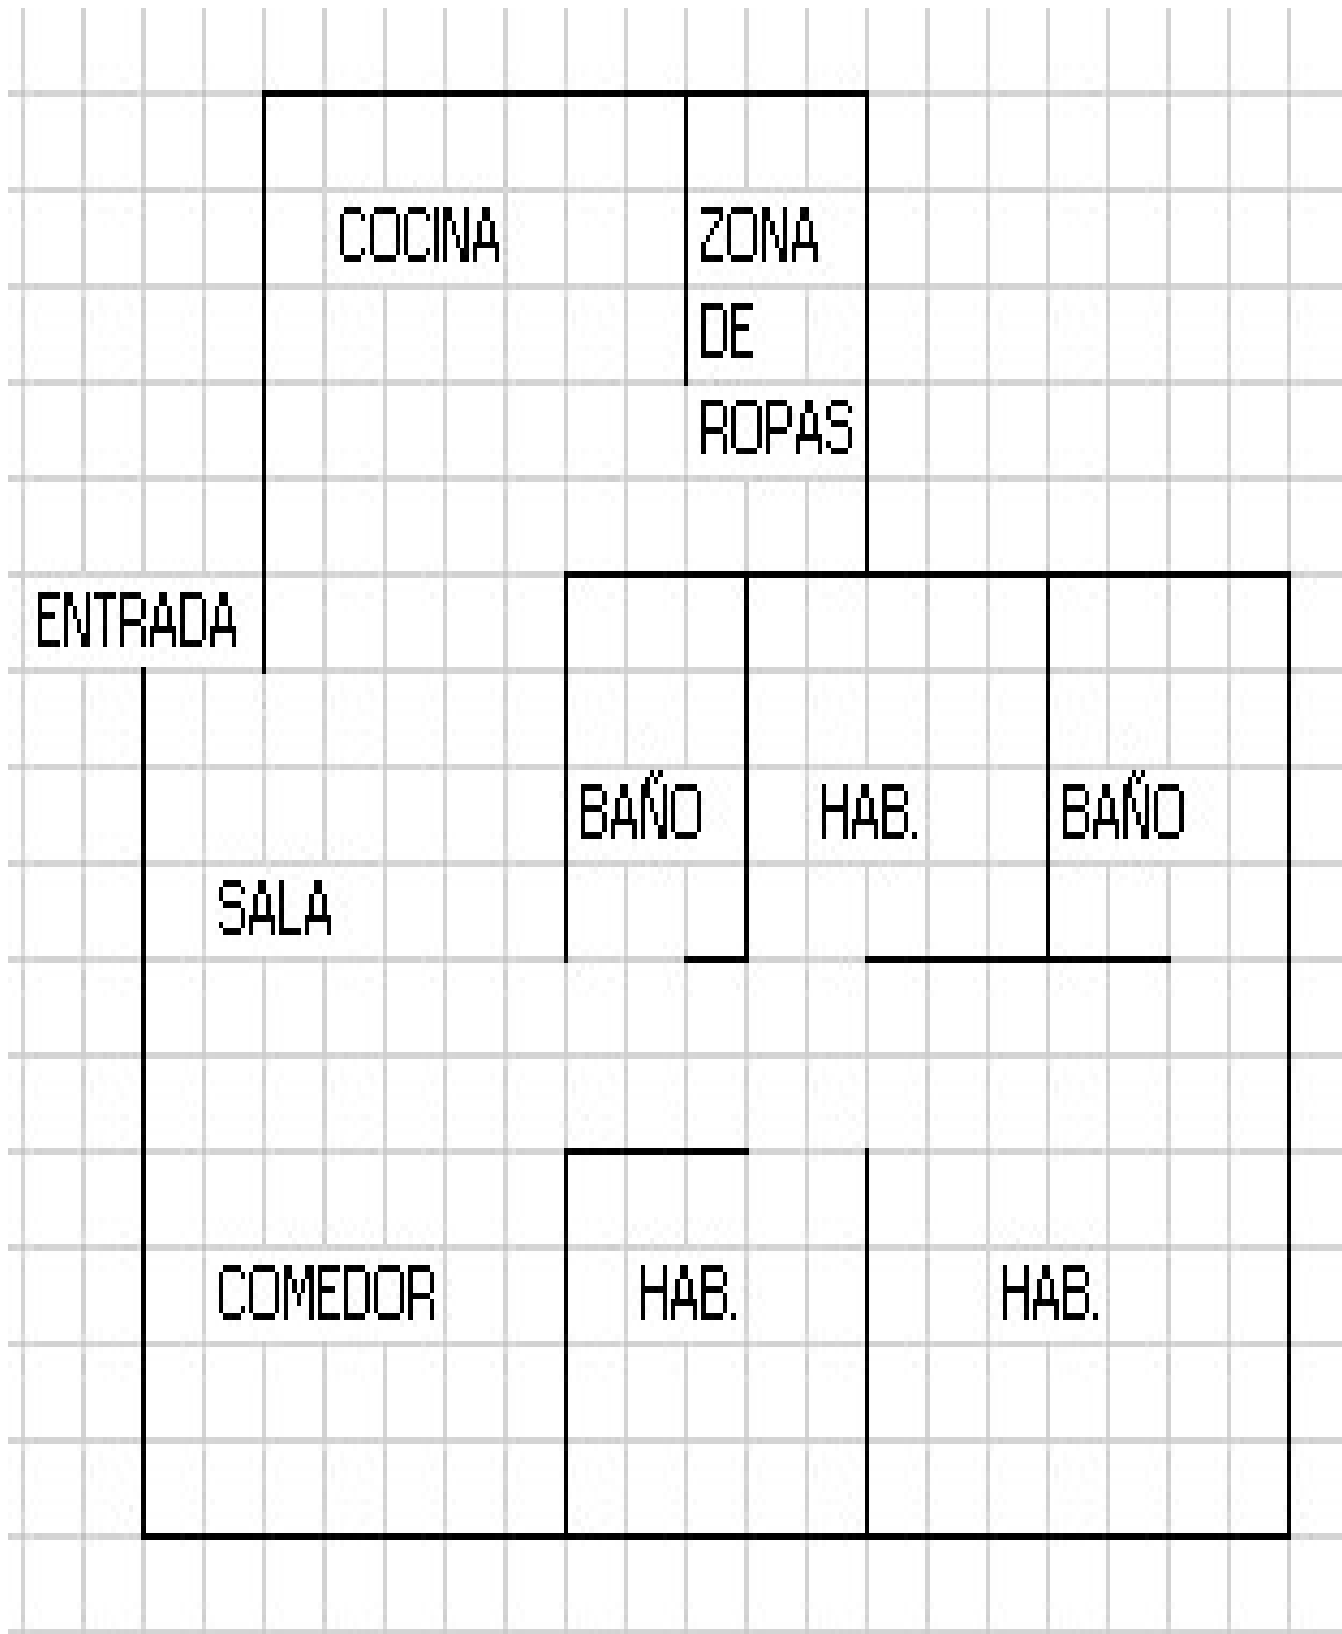 COCINA
ZONA
DE
ROPAS
ENTRADA
BAÑO
HAB.
BAÑO
SALA
COMEDOR
HAB.
HAB.